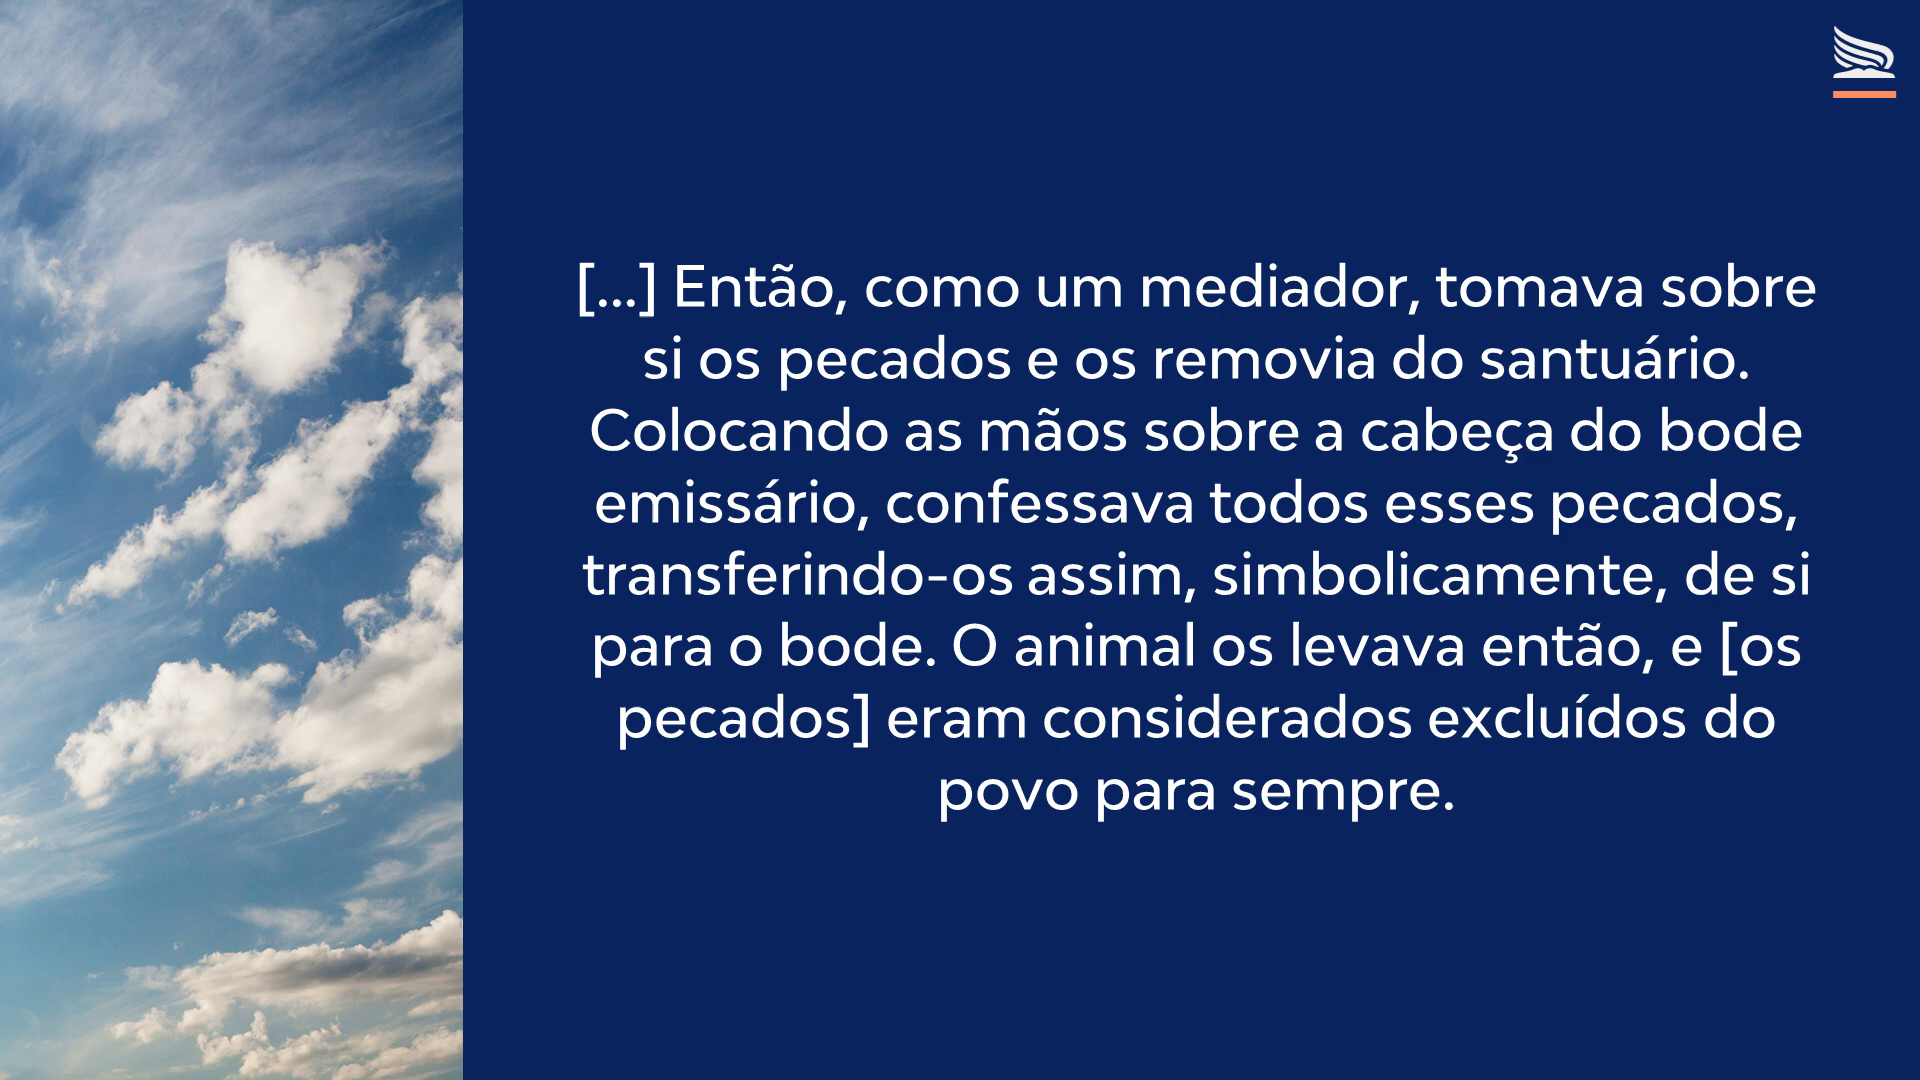 [...] Então, como um mediador, tomava sobre
si os pecados e os removia do santuário.
Colocando as mãos sobre a cabeça do bode
emissário, confessava todos esses pecados,
transferindo-os assim, simbolicamente, de si
para o bode. O animal os levava então, e [os
pecados] eram considerados excluídos do
povo para sempre.